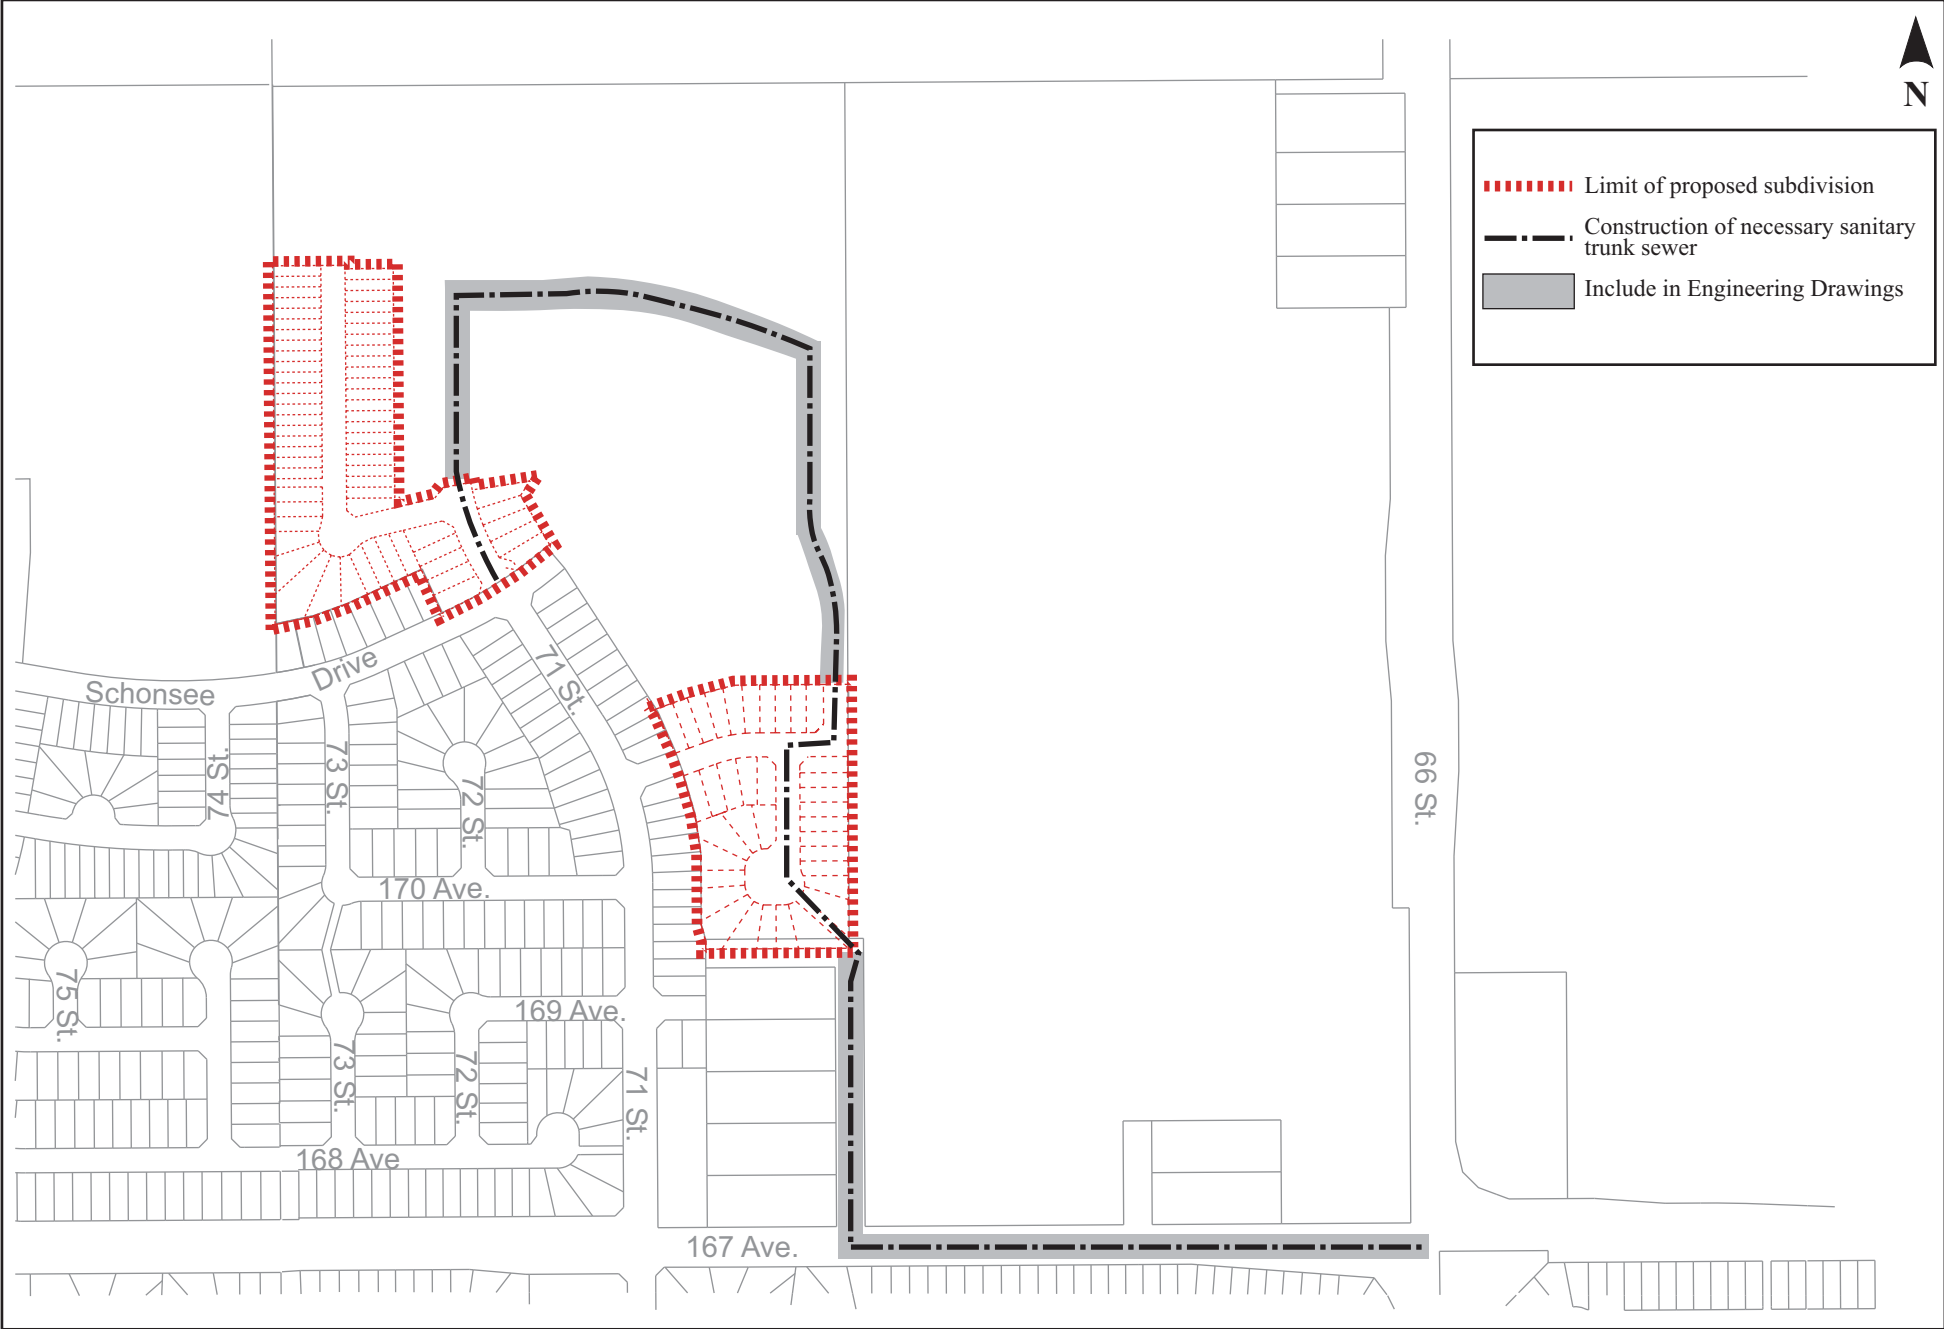 N
Limit of proposed subdivision
Construction of necessary sanitary
trunk sewer
Include in Engineering Drawings
Schonsee
Drive
71 St.
74 St.
73 St.
72 St.
66 St.
170 Ave.
75 St.
169 Ave.
73 St.
72 St.
71 St.
168 Ave
167 Ave.